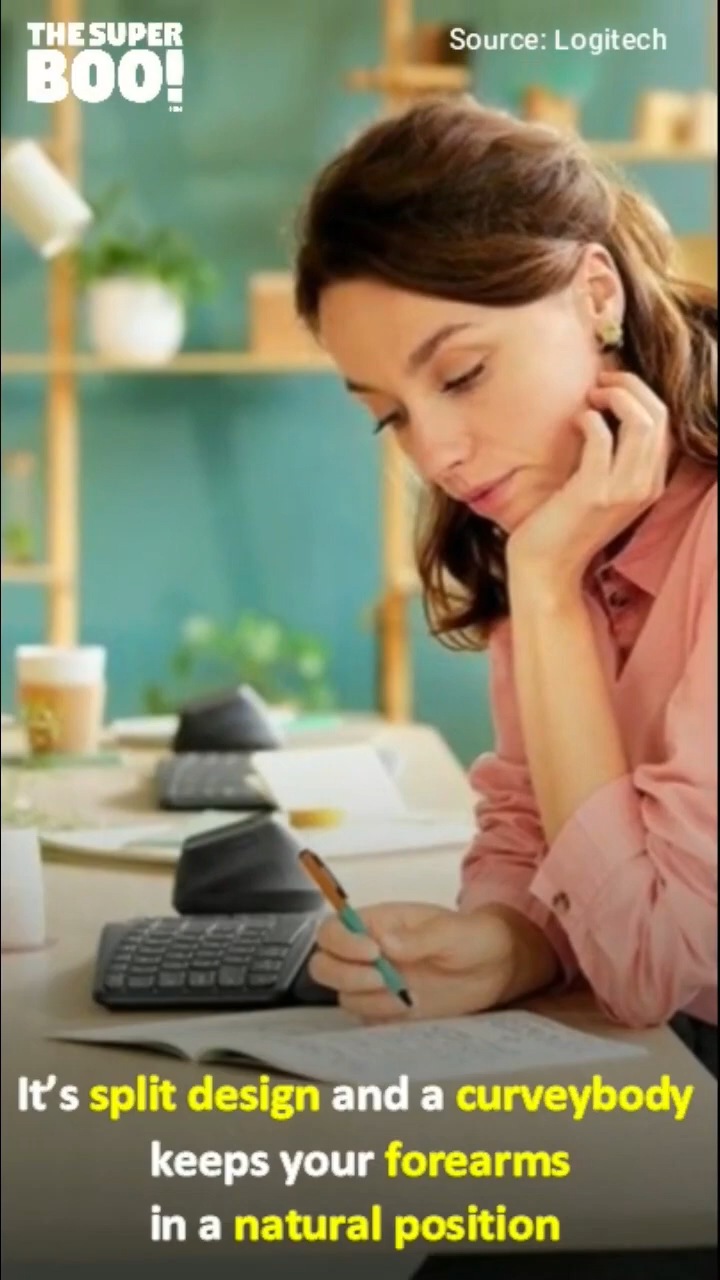 THE SUPER
BOO!
Source: Logitech
It's split design and a curveybody
keeps your forearms
in a natural position